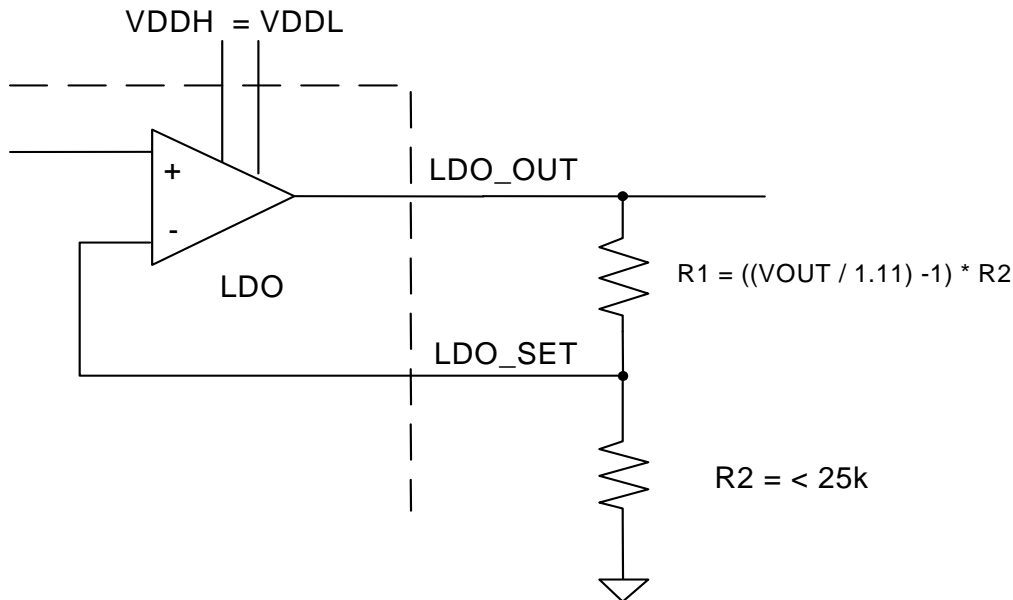 VDDH = VDDL
+
LDO_OUT
-
LDO
R1 = ((VOUT / 1.11) -1) * R2
LDO_SET
R2 = < 25k